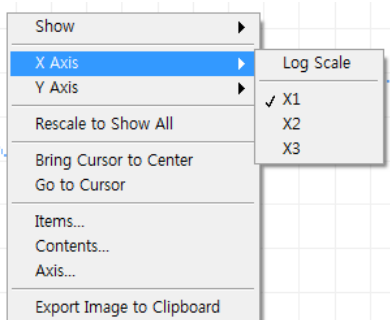 Show
X Axis
Y Axis
Rescale to Show All
Bring Cursor to Center
Go to Cursor
Items...
Contents...
Axis...
Export Image to Clipboard
Log Scale
X1
X2
X3